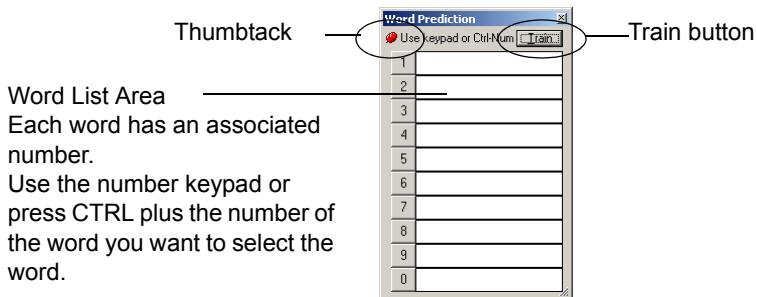 Thumbtack
Word Prediction
Use keypad or Ctrl-Num Train
Train button
Word List Area
Each word has an associated
number.
Use the number keypad or
press CTRL plus the number of
the word you want to select the
word.
1
2
3
4
5
6
7
8
9
0